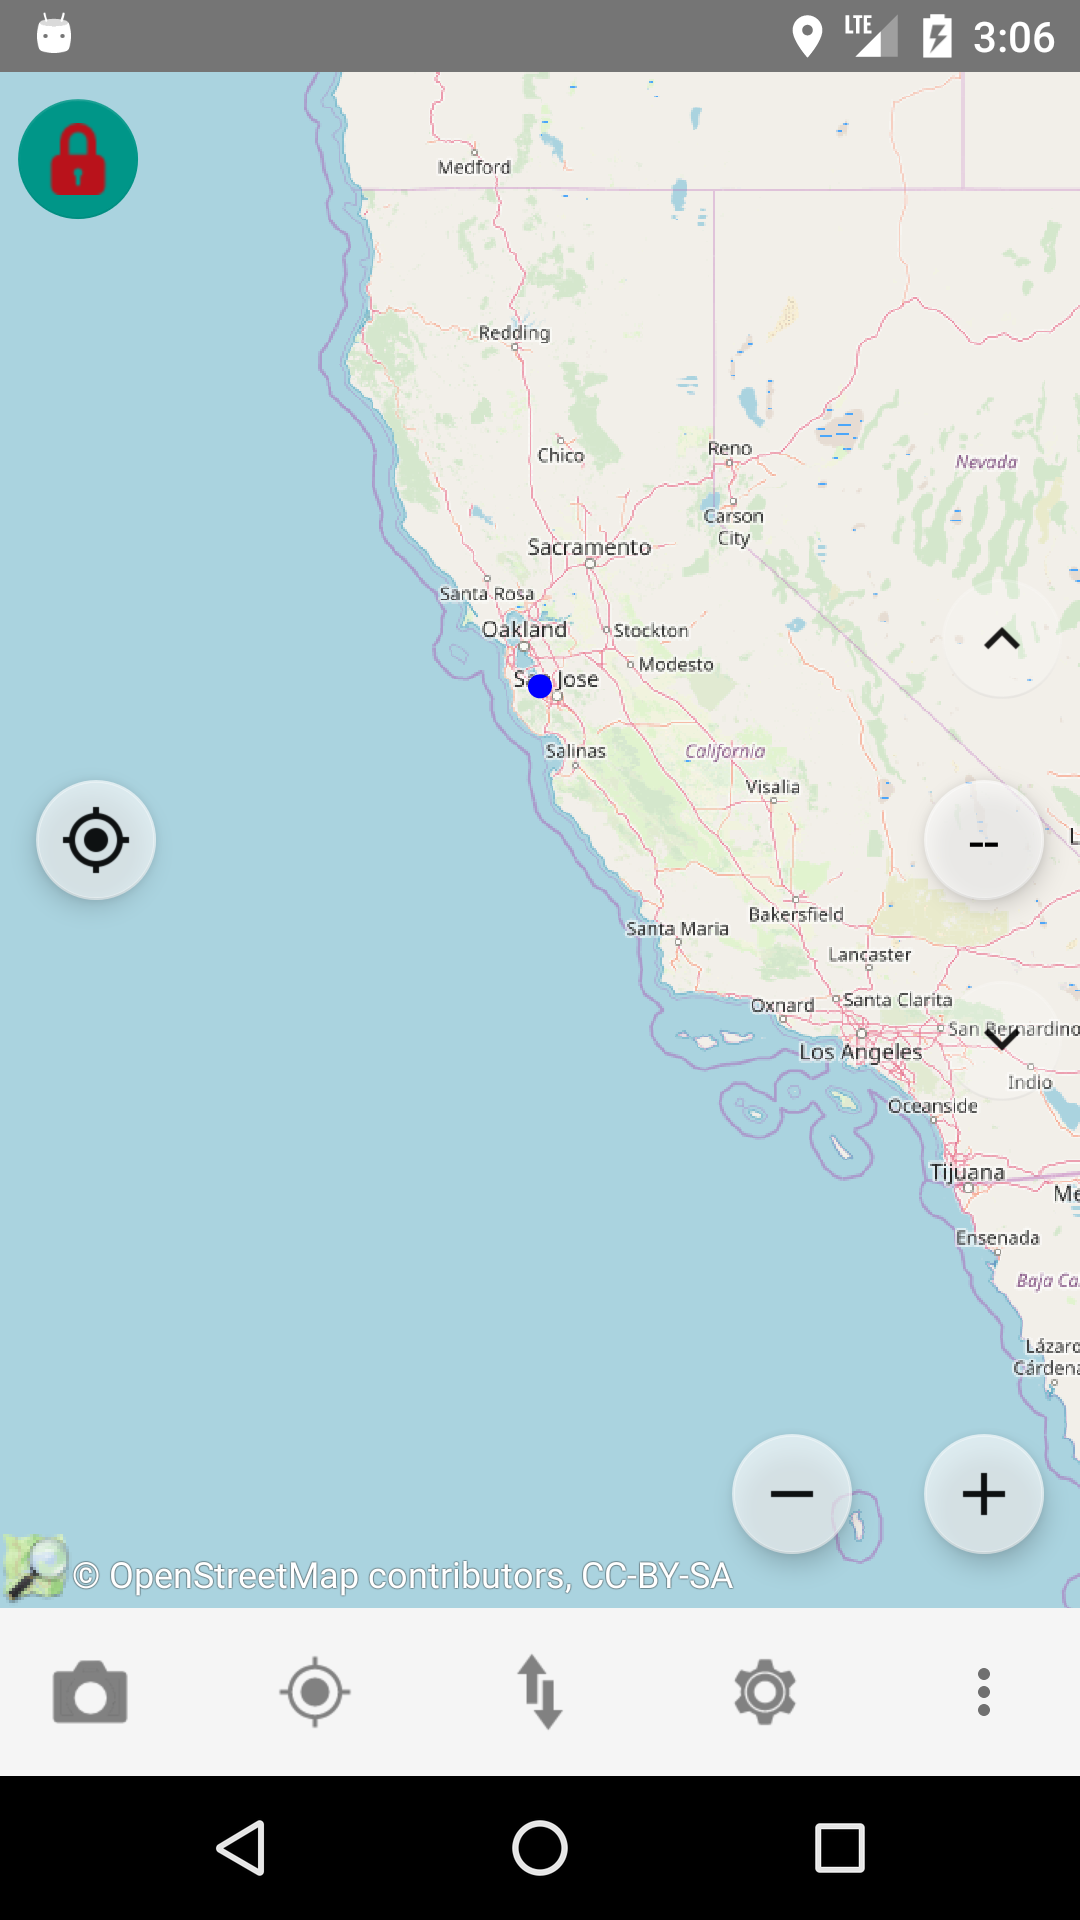 LTE 3:06
Medford
Redding
Chico
Reno
Nevada
Carson
City
Sacramento
Santa Rosa
Oakland
Stockton
Modesto
Jose
Salinas
California
Visalia
--
Bakersfield
Santa Maria
Lancaster
Oxnard
Santa Clarita
San Bernardino
Los Angeles
Indio
Oceanside
Tijuana
Me
Ensenada
Baja Ca
Lázaro
Cárdena
© OpenStreetMap contributors, CC-BY-SA